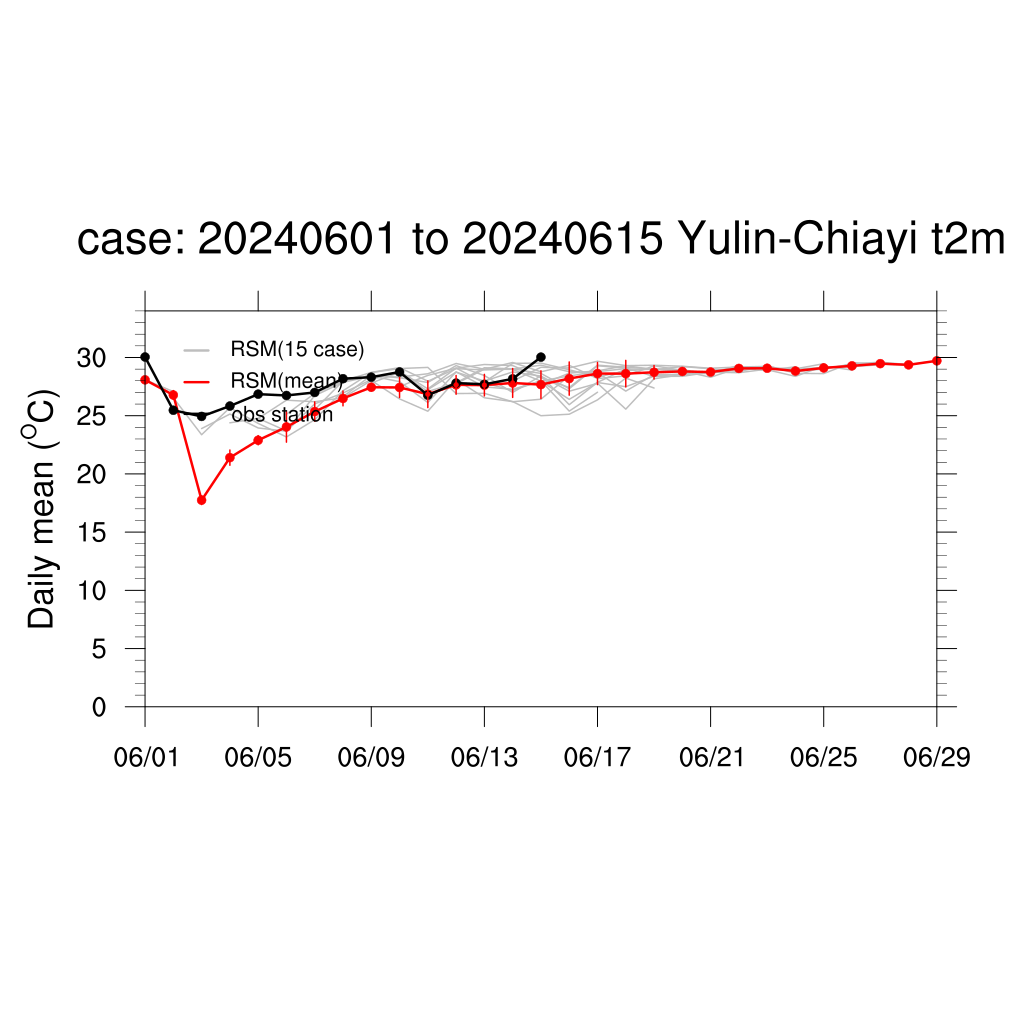 case: 20240601 to 20240615 Yulin-Chiayi t2m
RSM(15 case)
RSM(mean)
obs station
Daily mean (OC)
30
25
20
15
10
5
0
06/01 06/05 06/09 06/13 06/17 06/21 06/25 06/29